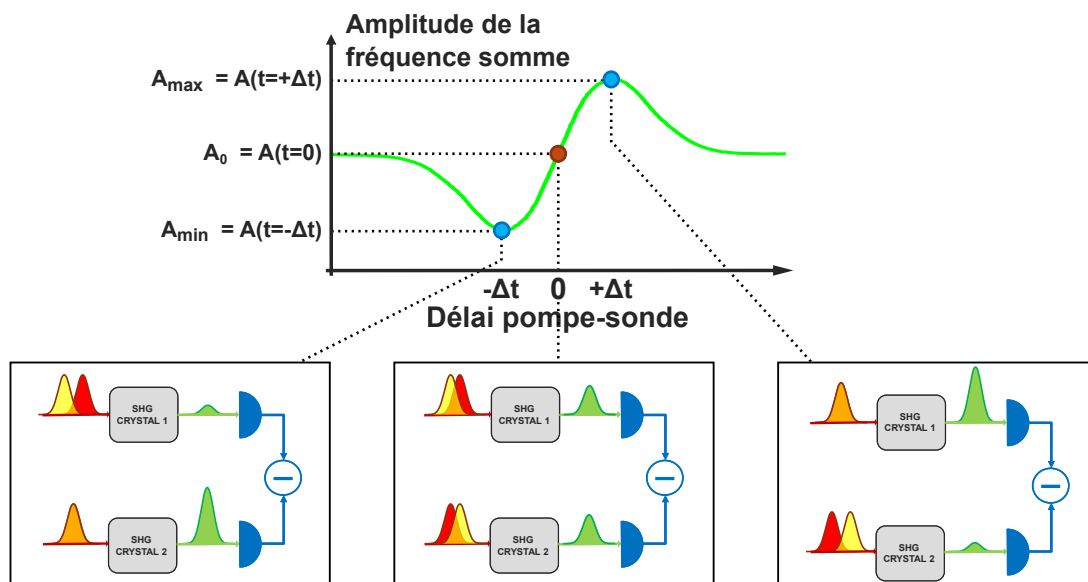 Amplitude de la
fréquence somme
Amax = A(t=+Δt)
A0 = A(t=0)
Amin = A(t=-Δt)
-Δt 0 +Δt
Délai pompe-sonde
SHG
CRYSTAL 1
SHG
CRYSTAL 2
SHG
CRYSTAL 1
SHG
CRYSTAL 2
SHG
CRYSTAL 1
SHG
CRYSTAL 2